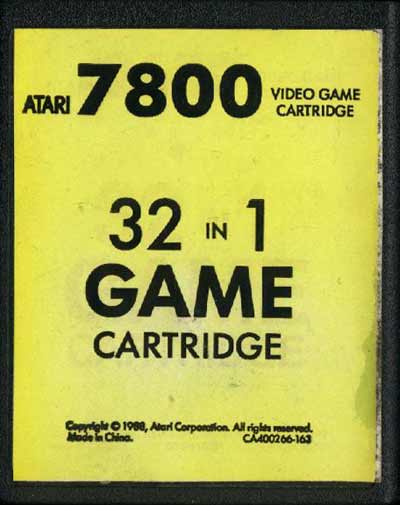 ATARI 7800 VIDEO GAME
CARTRIDGE
32 IN 1
GAME
CARTRIDGE
Copyright © 1988, Atari Corporation. All rights reserved.
Made in China. CA400266-163